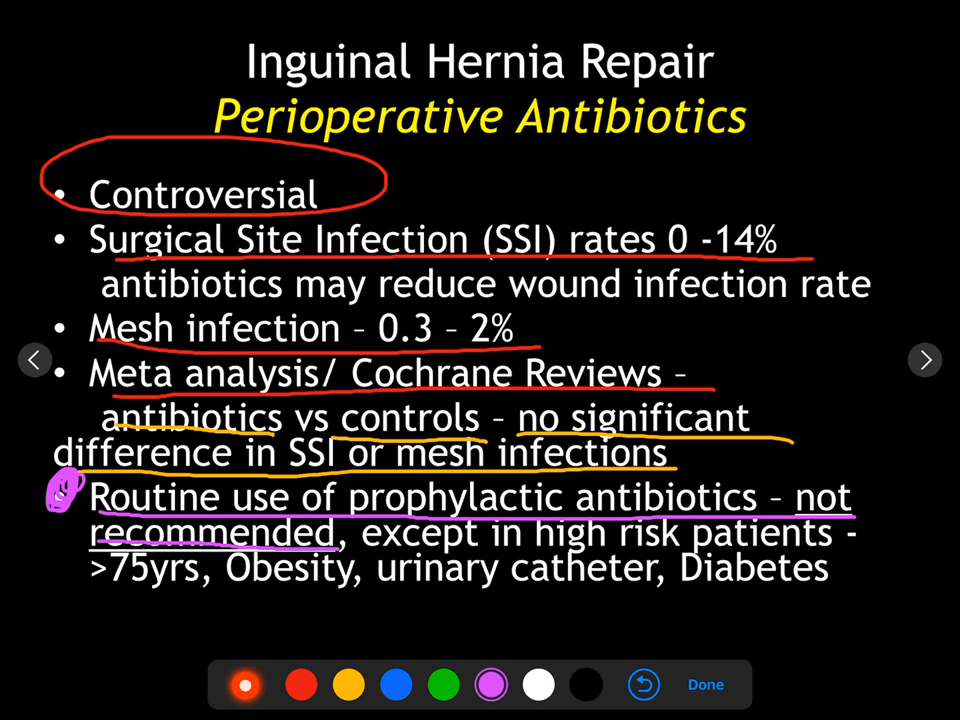 Inguinal Hernia Repair
Perioperative Antibiotics
• Controversial
• Surgical Site Infection (SSI) rates 0 -14%
antibiotics may reduce wound infection rate
• Mesh infection – 0.3 – 2%
• Meta analysis/ Cochrane Reviews –
antibiotics vs controls – no significant
difference in SSI or mesh infections
• Routine use of prophylactic antibiotics – not
recommended, except in high risk patients -
>75yrs, Obesity, urinary catheter, Diabetes
Done